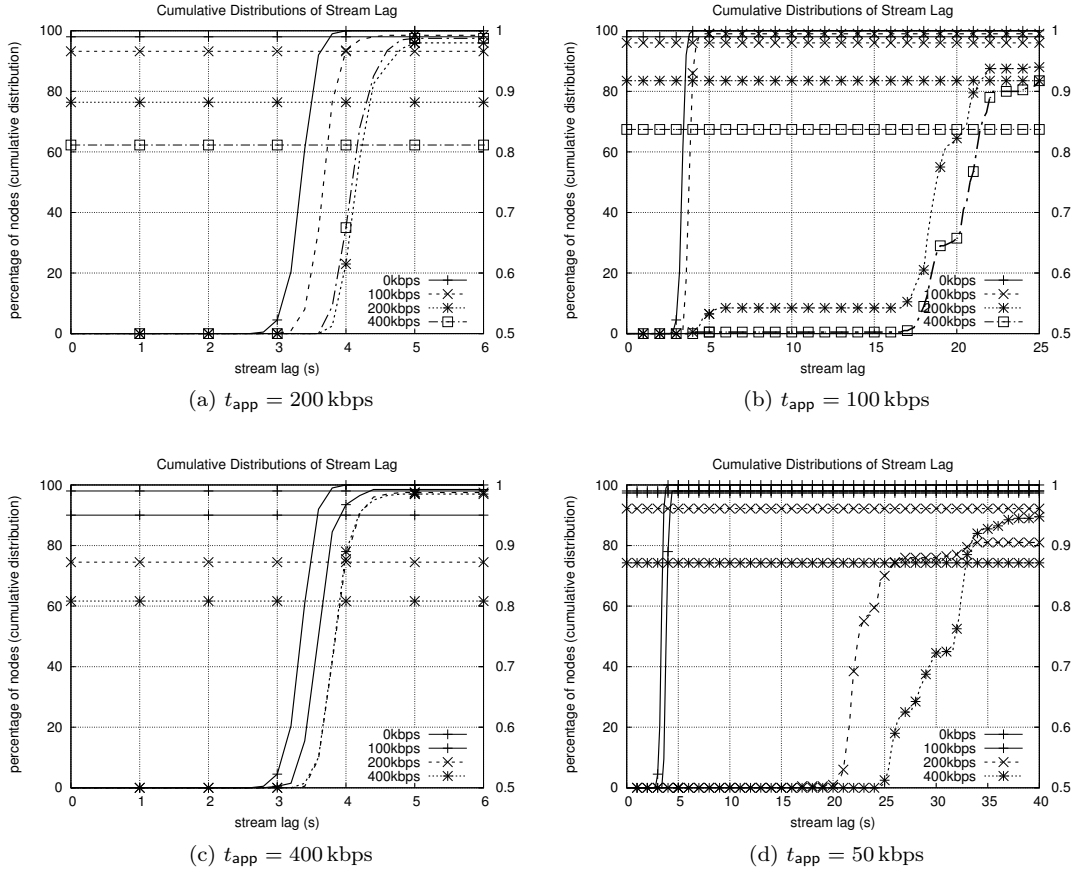 Cumulative Distributions of Stream Lag
percentage of nodes (cumulative distribution)
100
80
60
40
20
0
1
0.9
0.8
0.7
0.6
0.5
0kbps
100kbps
200kbps
400kbps
0 1 2 3 4 5 6
stream lag (s)
(a) t_app = 200 kbps
Cumulative Distributions of Stream Lag
percentage of nodes (cumulative distribution)
100
80
60
40
20
0
1
0.9
0.8
0.7
0.6
0.5
0kbps
100kbps
200kbps
400kbps
0 5 10 15 20 25
stream lag
(b) t_app = 100 kbps
Cumulative Distributions of Stream Lag
percentage of nodes (cumulative distribution)
100
80
60
40
20
0
1
0.9
0.8
0.7
0.6
0.5
0kbps
100kbps
200kbps
400kbps
0 1 2 3 4 5 6
stream lag (s)
(c) t_app = 400 kbps
Cumulative Distributions of Stream Lag
percentage of nodes (cumulative distribution)
100
80
60
40
20
0
1
0.9
0.8
0.7
0.6
0.5
0kbps
100kbps
200kbps
400kbps
0 5 10 15 20 25 30 35 40
stream lag (s)
(d) t_app = 50 kbps